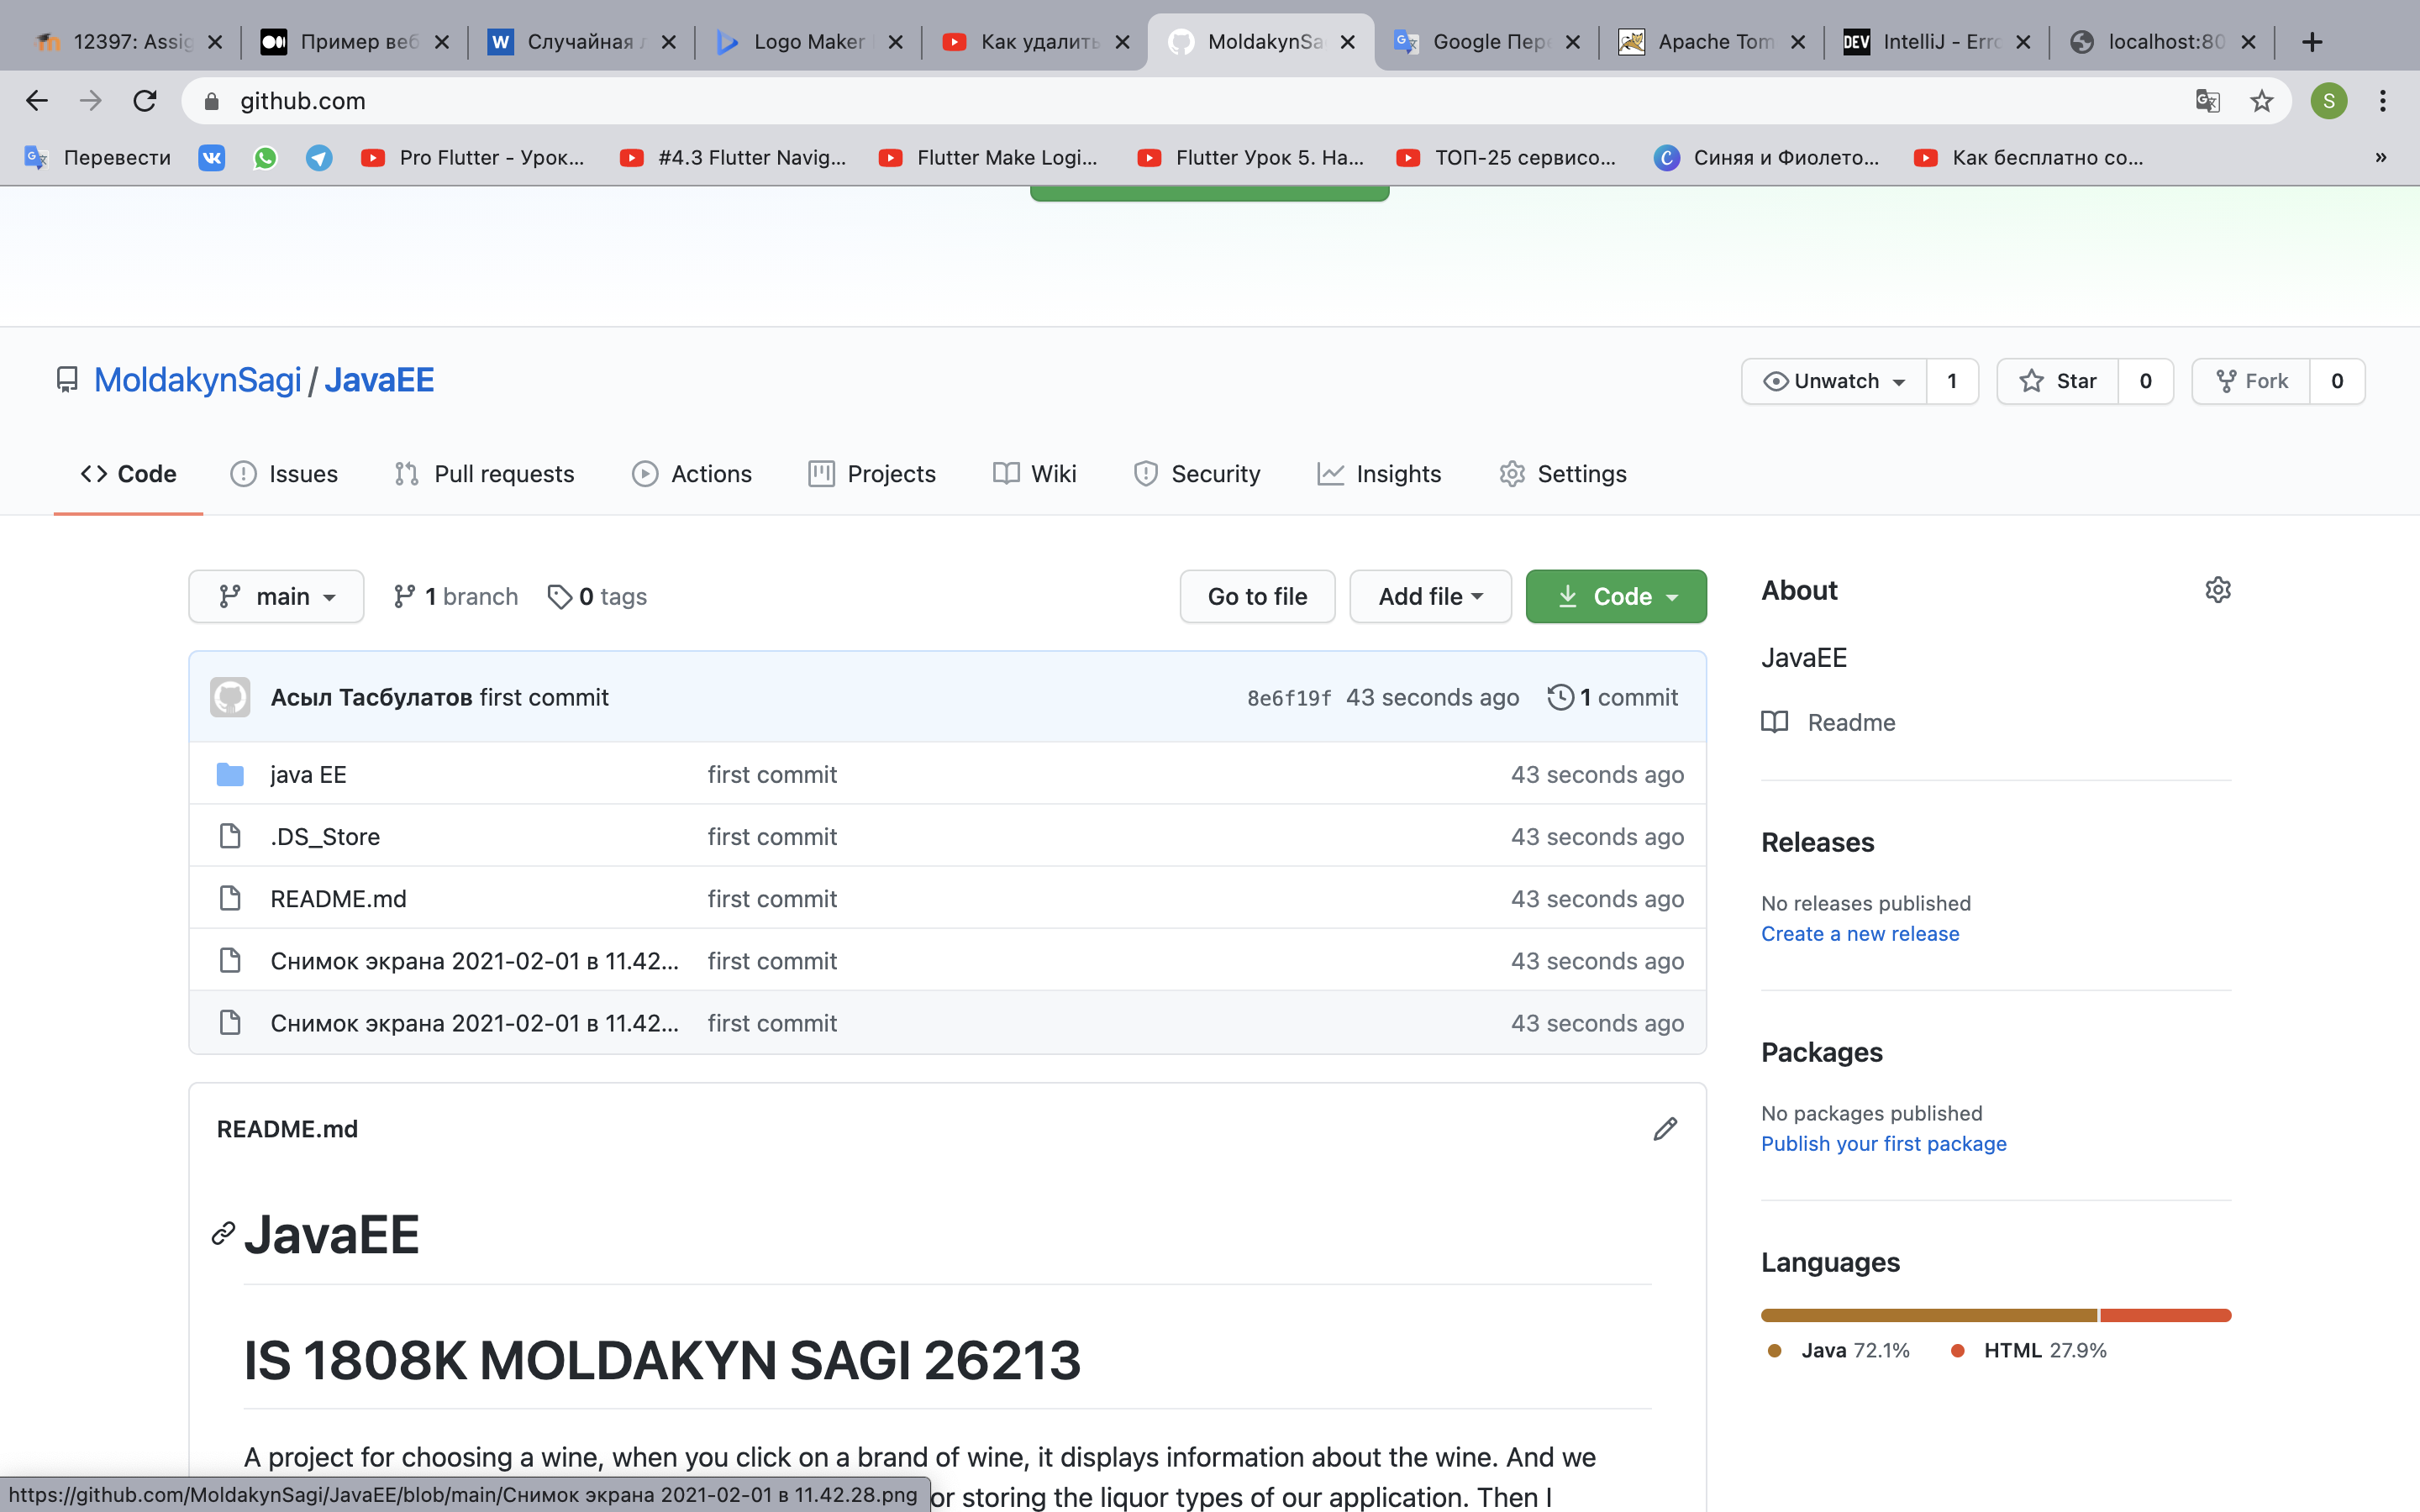 12397: Assig
Пример веб
W Случайная л
Logo Maker
Как удалить
MoldakynSa
Google Пере
Apache Tom
DEV IntelliJ - Erro
localhost:80
github.com
S
Перевести
Pro Flutter - Урок...
#4.3 Flutter Navig...
Flutter Make Logi...
Flutter Урок 5. На...
ТОП-25 сервисо...
C Синяя и Фиолето...
Как бесплатно со...
»
MoldakynSagi / JavaEE
Unwatch 1
Star 0
Fork 0
Code
Issues
Pull requests
Actions
Projects
Wiki
Security
Insights
Settings
main
1 branch
0 tags
Go to file
Add file
Code
Асыл Тасбулатов first commit 8e6f19f 43 seconds ago 1 commit
java EE first commit 43 seconds ago
.DS_Store first commit 43 seconds ago
README.md first commit 43 seconds ago
Снимок экрана 2021-02-01 в 11.42... first commit 43 seconds ago
Снимок экрана 2021-02-01 в 11.42... first commit 43 seconds ago
README.md
JavaEE
IS 1808K MOLDAKYN SAGI 26213
A project for choosing a wine, when you click on a brand of wine, it displays information about the wine. And we
or storing the liquor types of our application. Then I
https://github.com/MoldakynSagi/JavaEE/blob/main/Снимок экрана 2021-02-01 в 11.42.28.png
About
JavaEE
Readme
Releases
No releases published
Create a new release
Packages
No packages published
Publish your first package
Languages
Java 72.1% HTML 27.9%